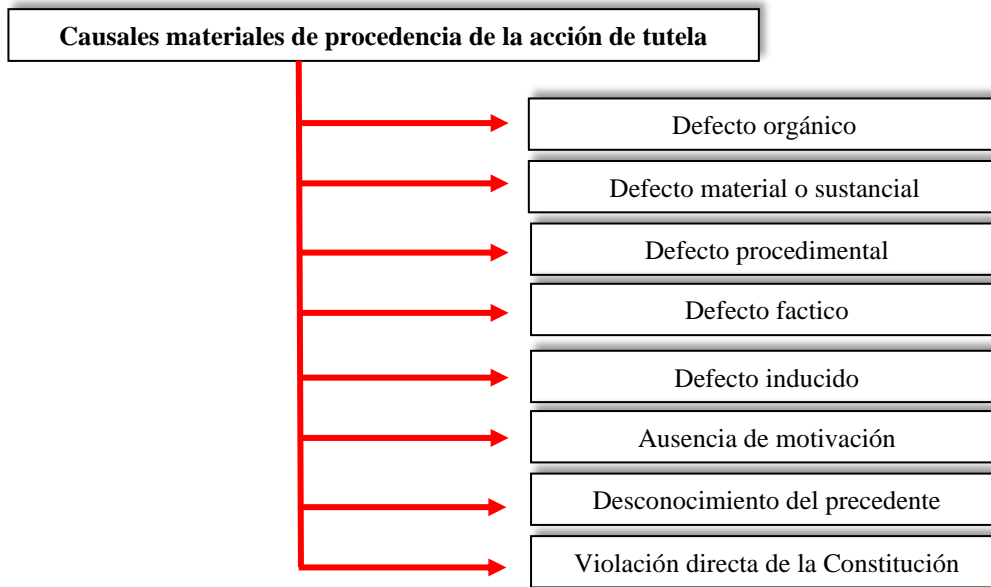 Causales materiales de procedencia de la acción de tutela
Defecto orgánico
Defecto material o sustancial
Defecto procedimental
Defecto factico
Defecto inducido
Ausencia de motivación
Desconocimiento del precedente
Violación directa de la Constitución